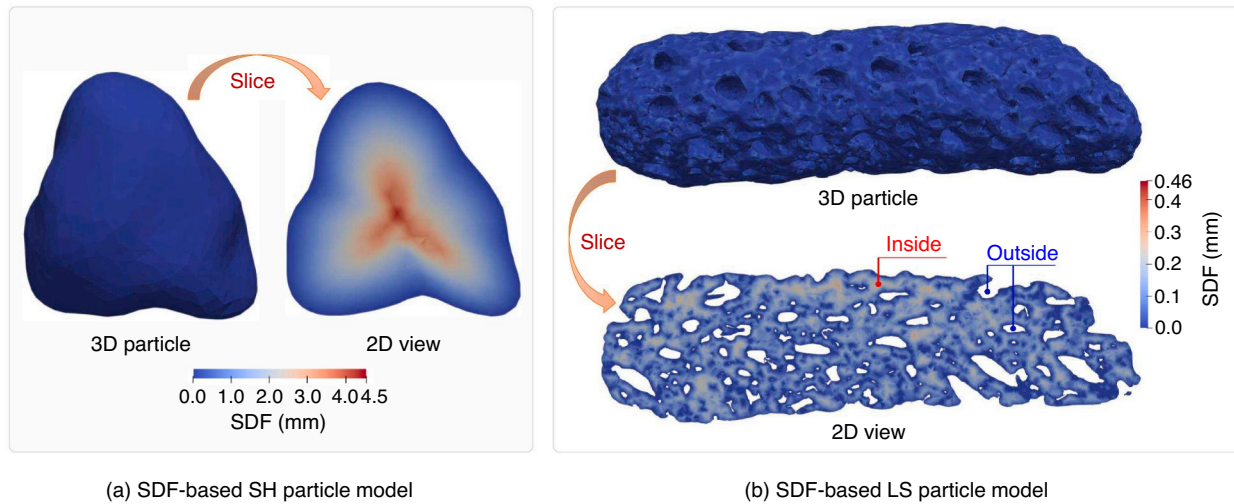 Slice
3D particle
2D view
0.0 1.0 2.0 3.0 4.0 4.5
SDF (mm)
(a) SDF-based SH particle model
3D particle
Slice
Inside
Outside
0.46
0.4
0.3
0.2
0.1
0.0
SDF (mm)
2D view
(b) SDF-based LS particle model